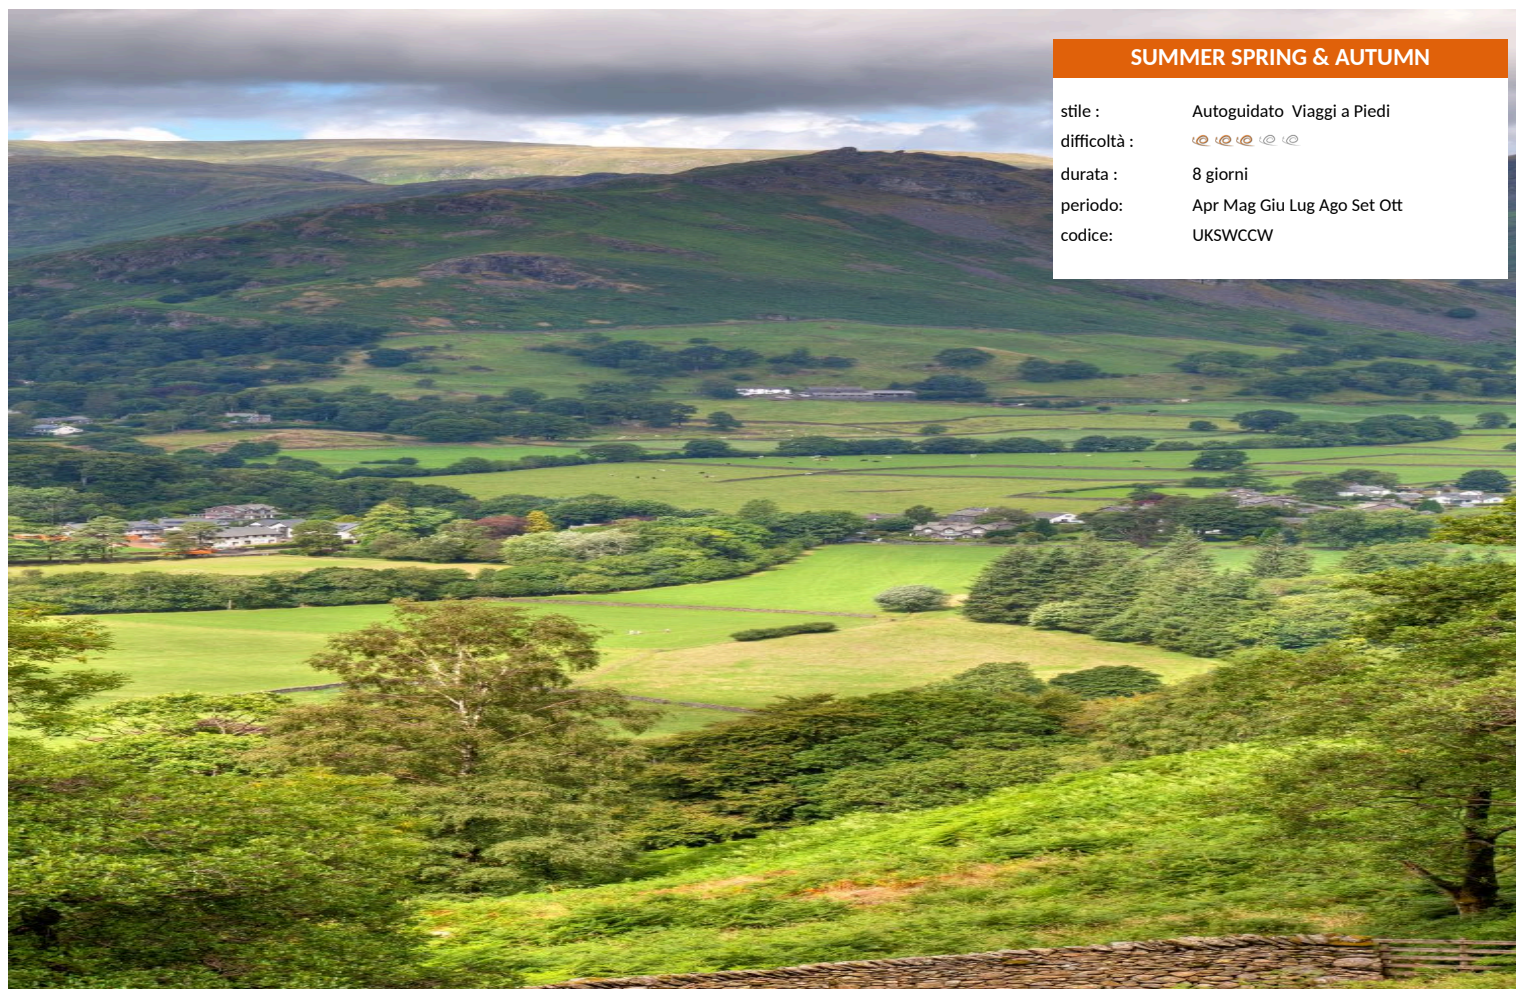 SUMMER SPRING & AUTUMN
stile : Autoguidato Viaggi a Piedi
difficoltà :
durata : 8 giorni
periodo: Apr Mag Giu Lug Ago Set Ott
codice: UKSWCCW